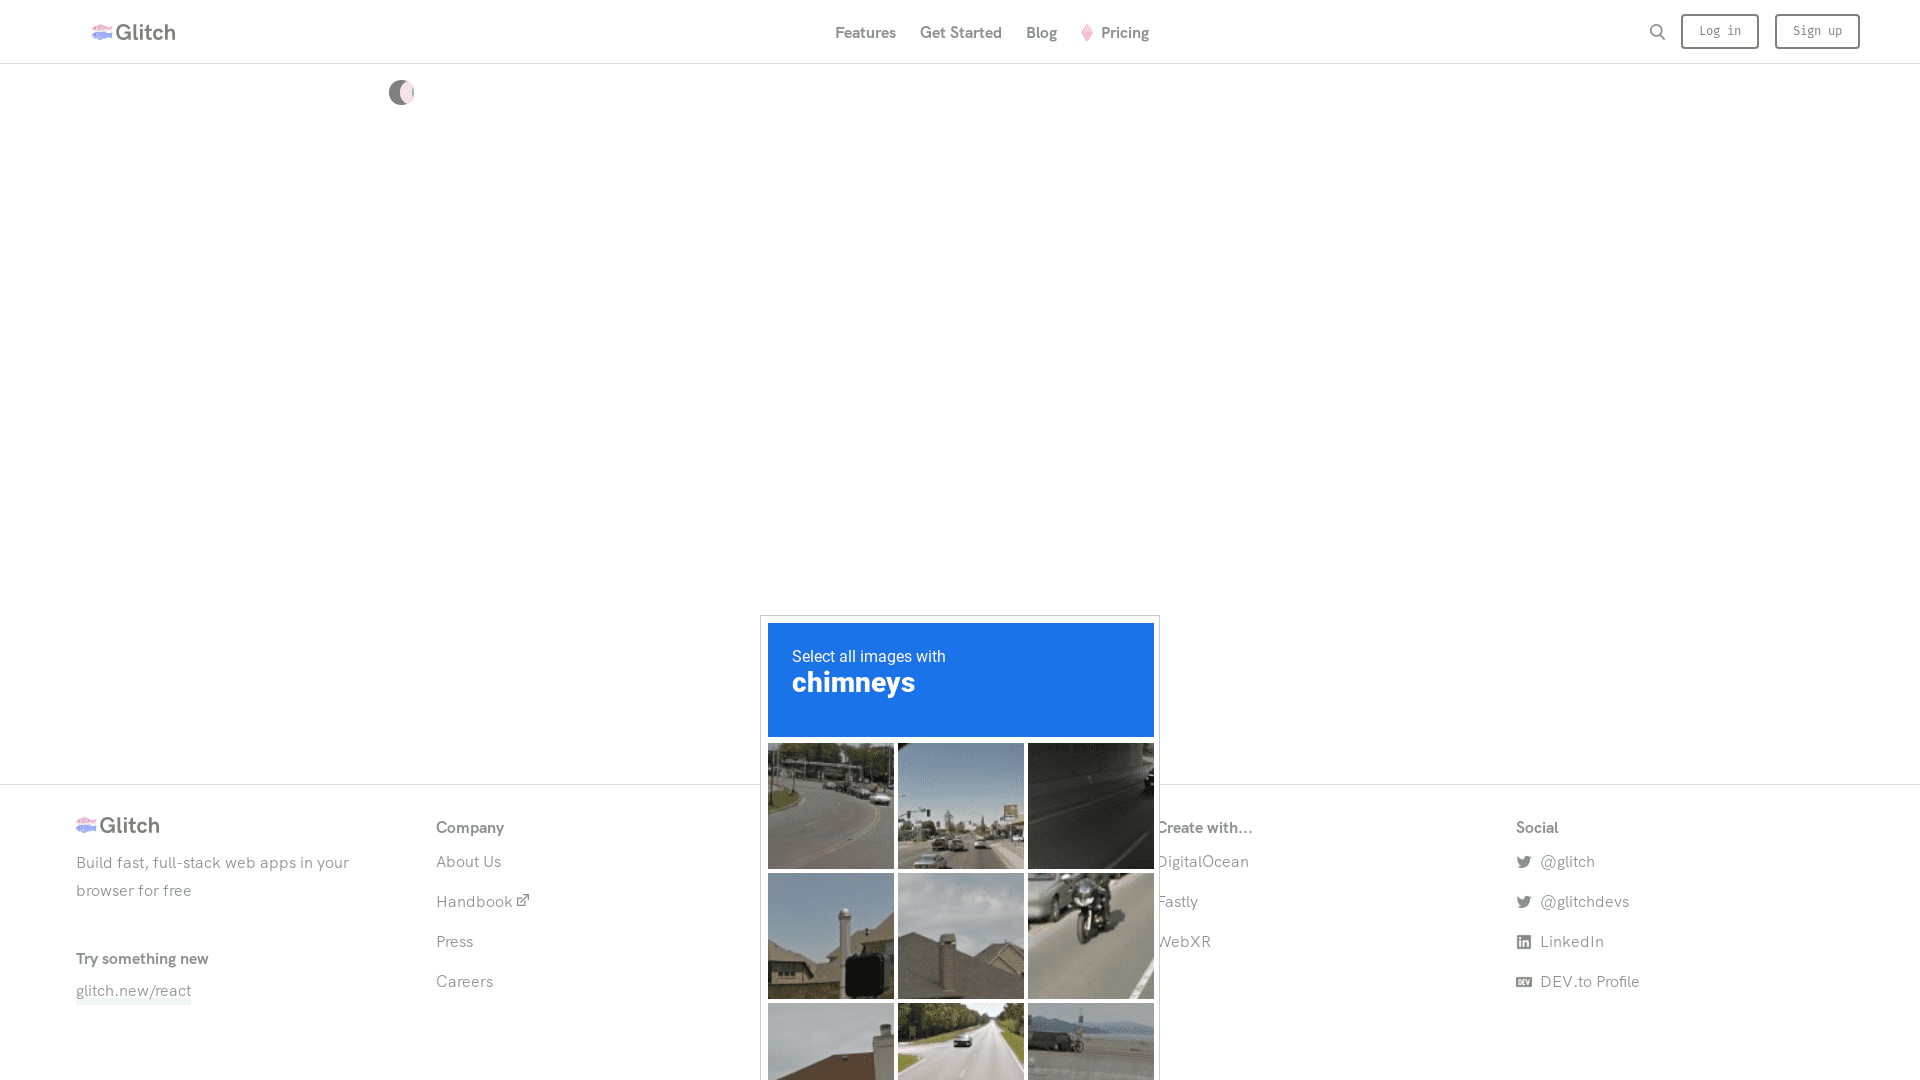 Glitch
Features
Get Started
Blog
Pricing
Log in
Sign up
Select all images with
chimneys
Glitch
Build fast, full-stack web apps in your
browser for free
Try something new
glitch.new/react
Company
About Us
Handbook
Press
Careers
Create with...
DigitalOcean
Fastly
WebXR
Social
@glitch
@glitchdevs
LinkedIn
DEV
DEV.to Profile